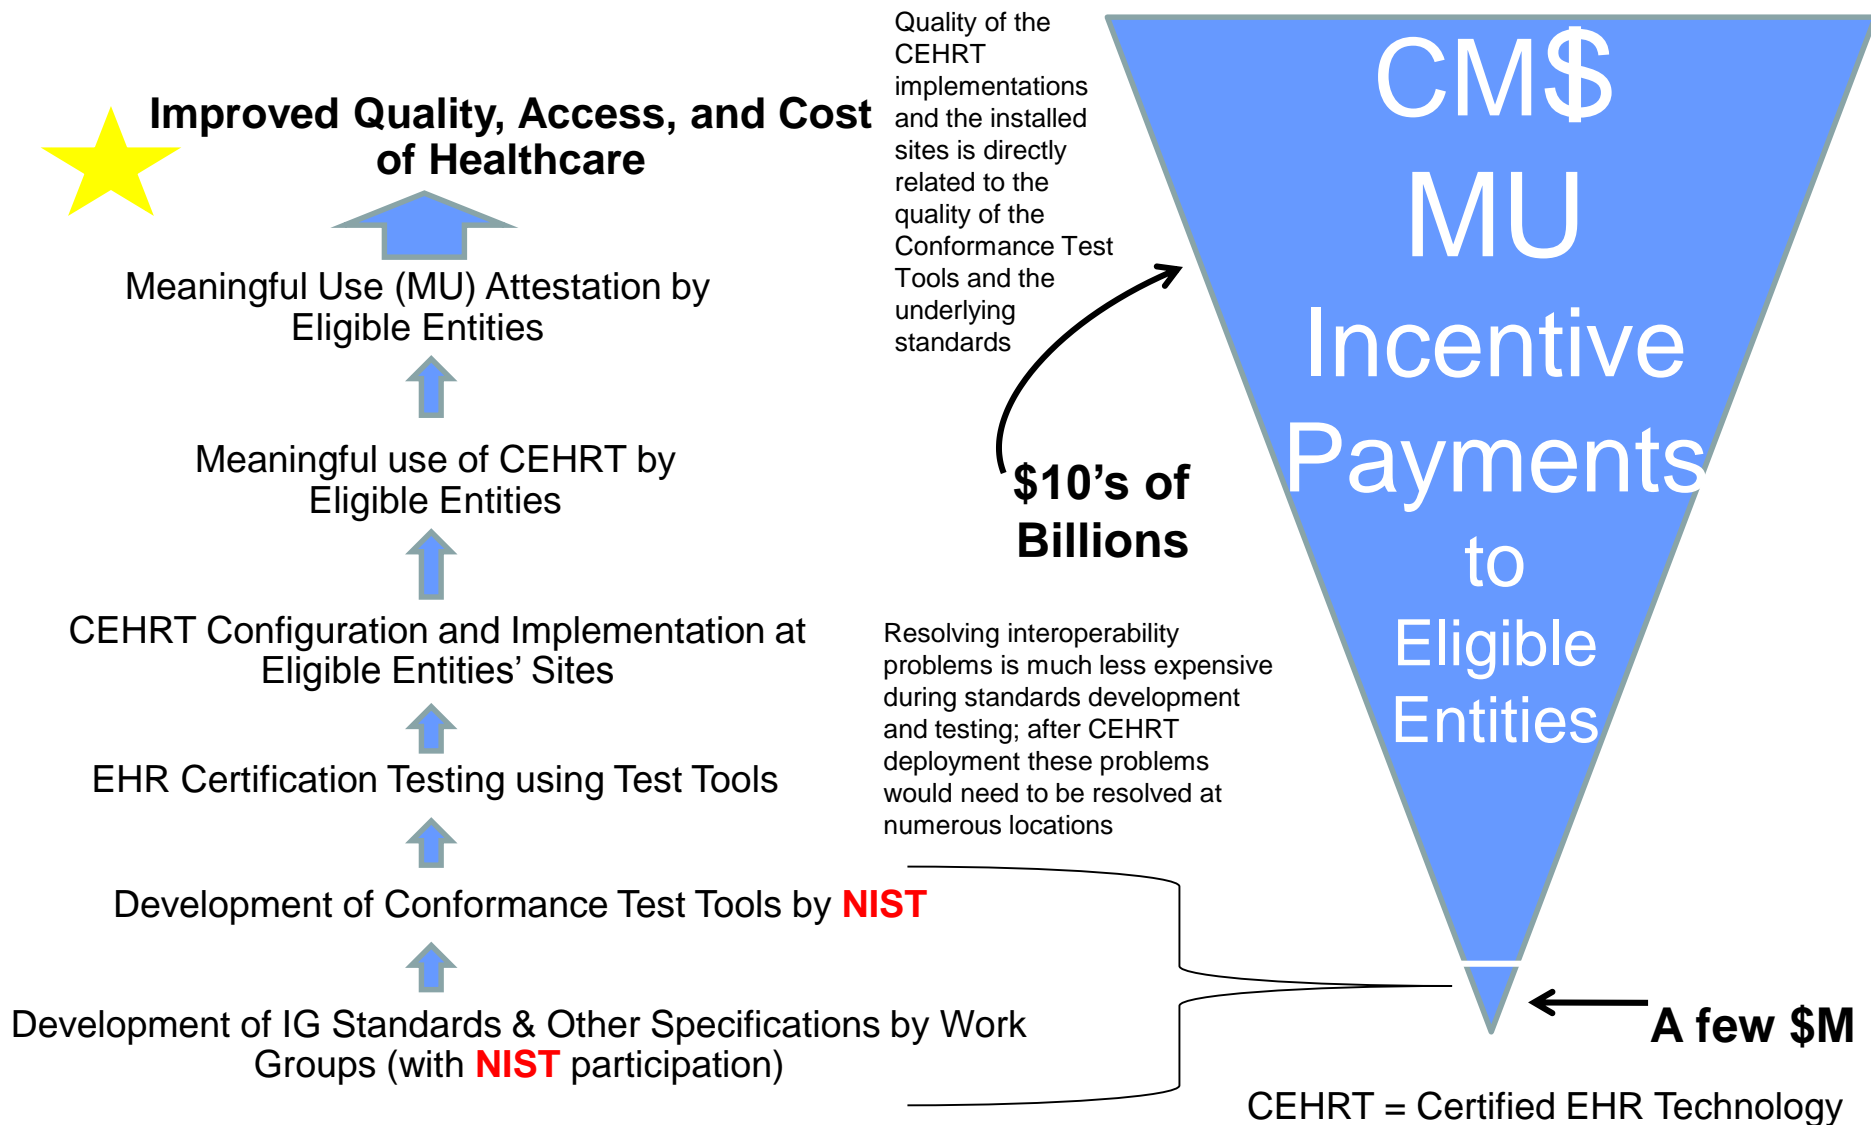 Improved Quality, Access, and Cost
of Healthcare
Meaningful Use (MU) Attestation by
Eligible Entities
Meaningful use of CEHRT by
Eligible Entities
CEHRT Configuration and Implementation at
Eligible Entities’ Sites
EHR Certification Testing using Test Tools
Development of Conformance Test Tools by NIST
Development of IG Standards & Other Specifications by Work
Groups (with NIST participation)
Quality of the
CEHRT
implementations
and the installed
sites is directly
related to the
quality of the
Conformance Test
Tools and the
underlying
standards
$10’s of
Billions
Resolving interoperability
problems is much less expensive
during standards development
and testing; after CEHRT
deployment these problems
would need to be resolved at
numerous locations
CM$
MU
Incentive
Payments
to
Eligible
Entities
A few $M
CEHRT = Certified EHR Technology